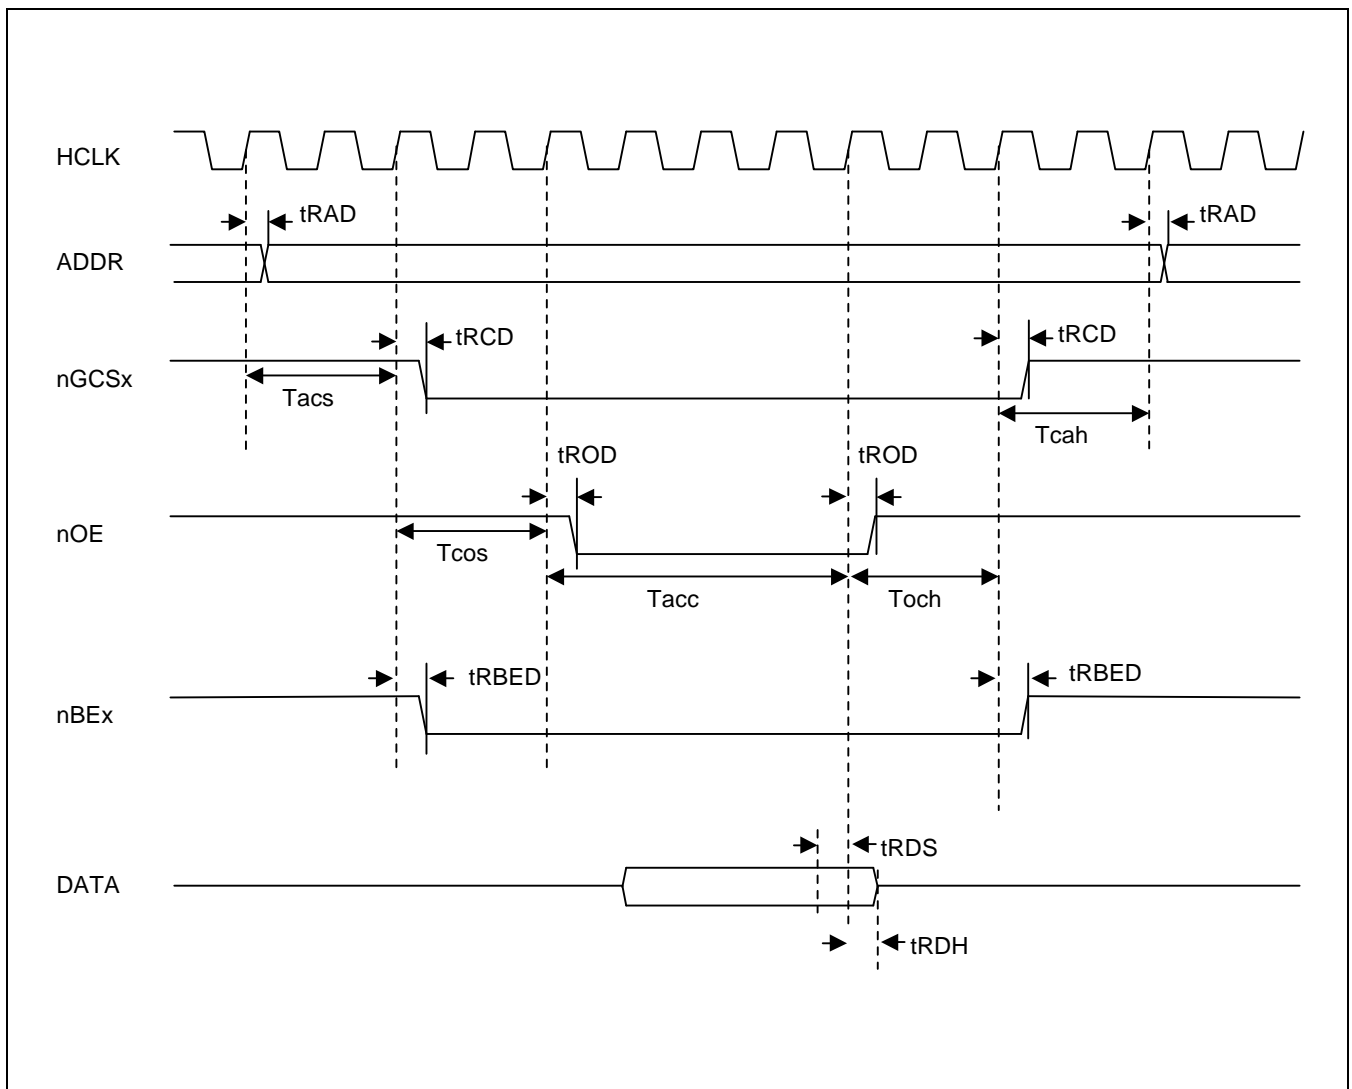 HCLK
tRAD
tRAD
ADDR
tRCD
tRCD
nGCSx
Tacs
Tcah
tROD
tROD
nOE
Tcos
Tacc
Toch
tRBED
tRBED
nBEx
tRDS
DATA
tRDH